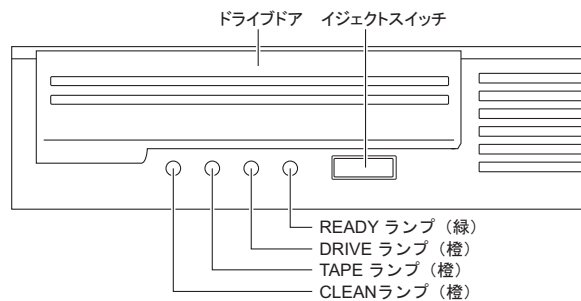 ドライブドア イジェクトスイッチ
READY ランプ（緑）
DRIVE ランプ（橙）
TAPE ランプ（橙）
CLEANランプ（橙）